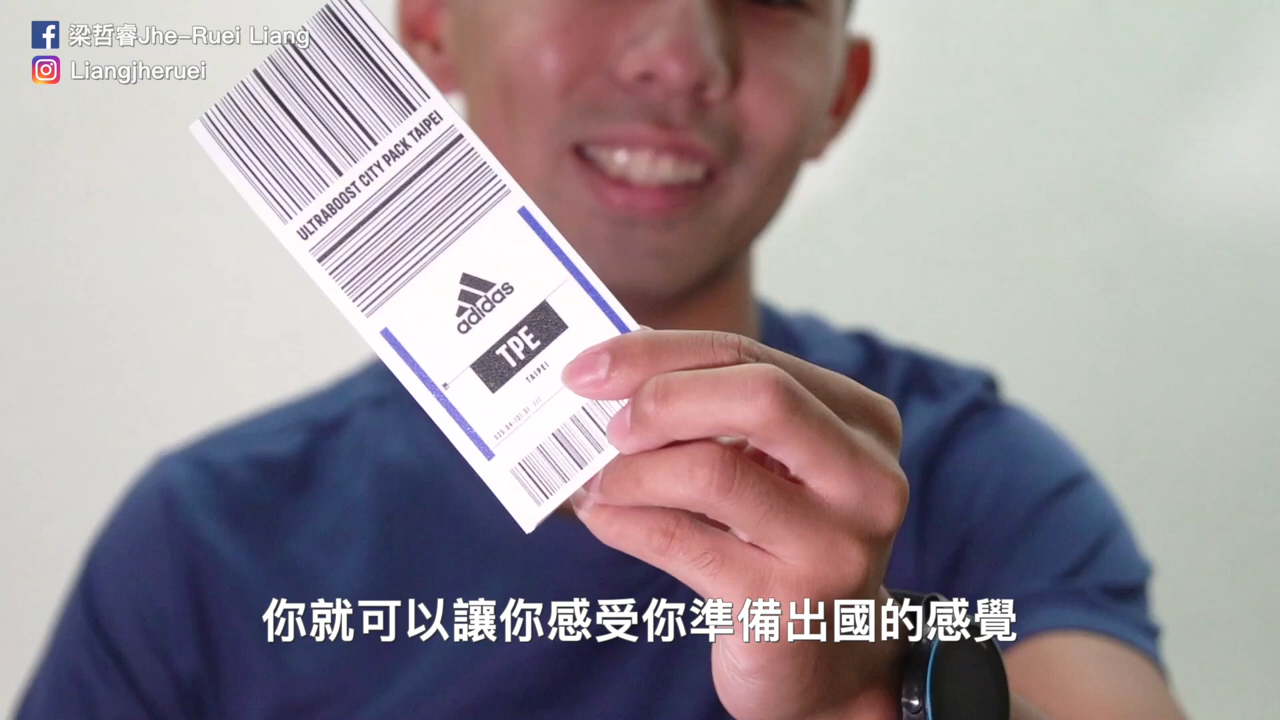 梁哲睿Jhe-Ruei Liang
Liangjheruei
ULTRABOOST CITY PACK TAIPEI
adidas
TPE
TAIPEI
你就可以讓你感受你準備出國的感覺